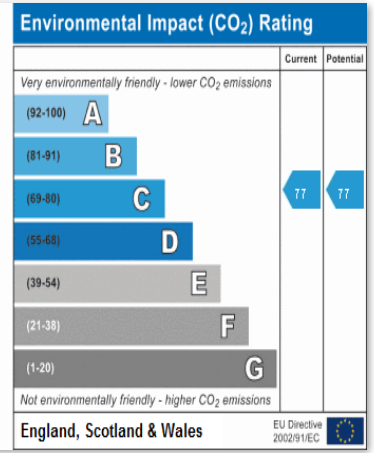 Environmental Impact (CO₂) Rating
Current Potential
Very environmentally friendly - lower CO₂ emissions
(92-100) A
(81-91) B
(69-80) C 77 77
(55-68) D
(39-54) E
(21-38) F
(1-20) G
Not environmentally friendly - higher CO₂ emissions
England, Scotland & Wales
EU Directive
2002/91/EC